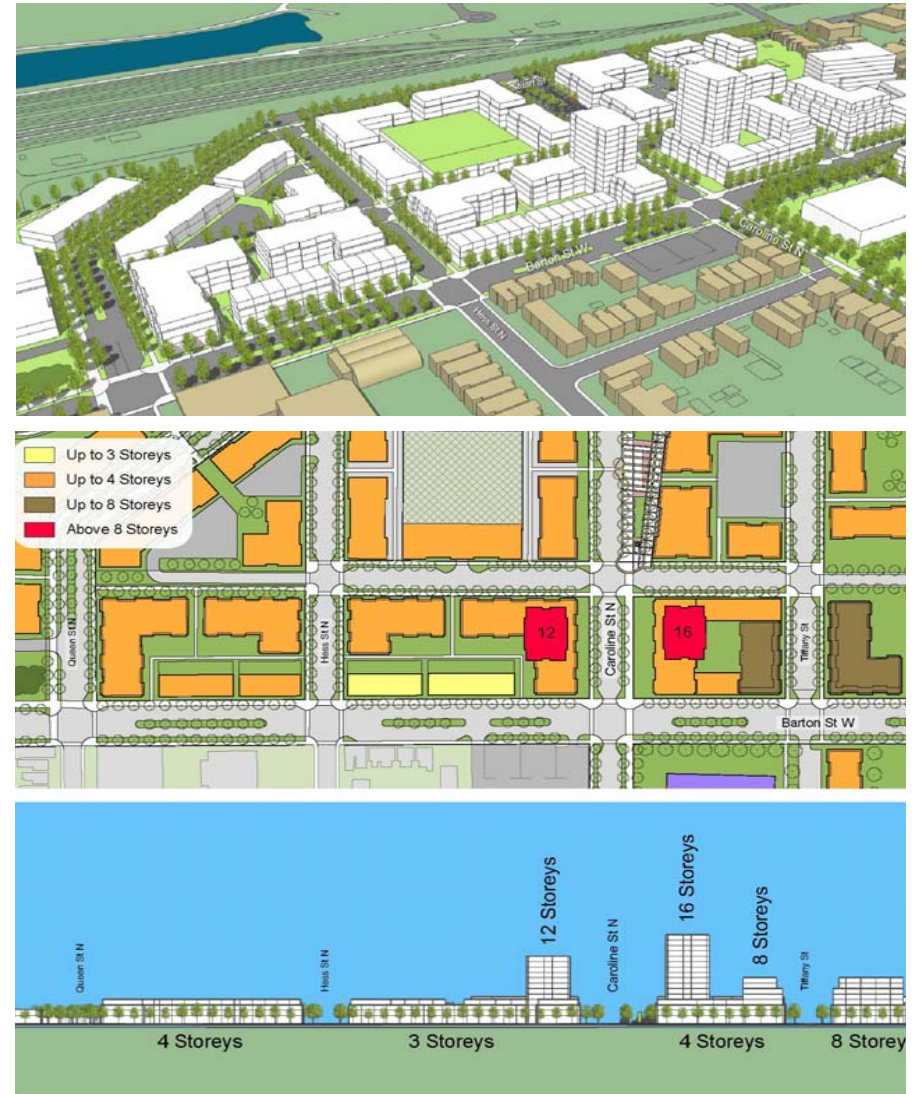 Stuart St
Caroline St N
Barton St W
Hess St N
Up to 3 Storeys
Up to 4 Storeys
Up to 8 Storeys
Above 8 Storeys
Queen St N
Hess St N
12
Caroline St N
16
Tiffany St
Barton St W
Queen St N
Hess St N
12 Storeys
Caroline St N
16 Storeys
8 Storeys
Tiffany St
4 Storeys
3 Storeys
4 Storeys
8 Storey